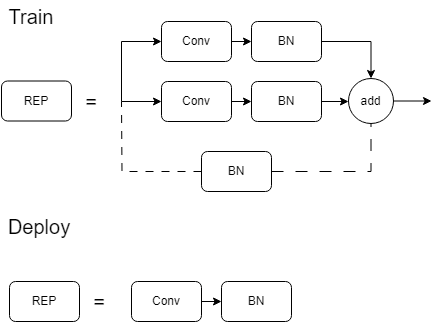 Train
Conv BN
REP = Conv BN add
BN
Deploy
REP = Conv BN